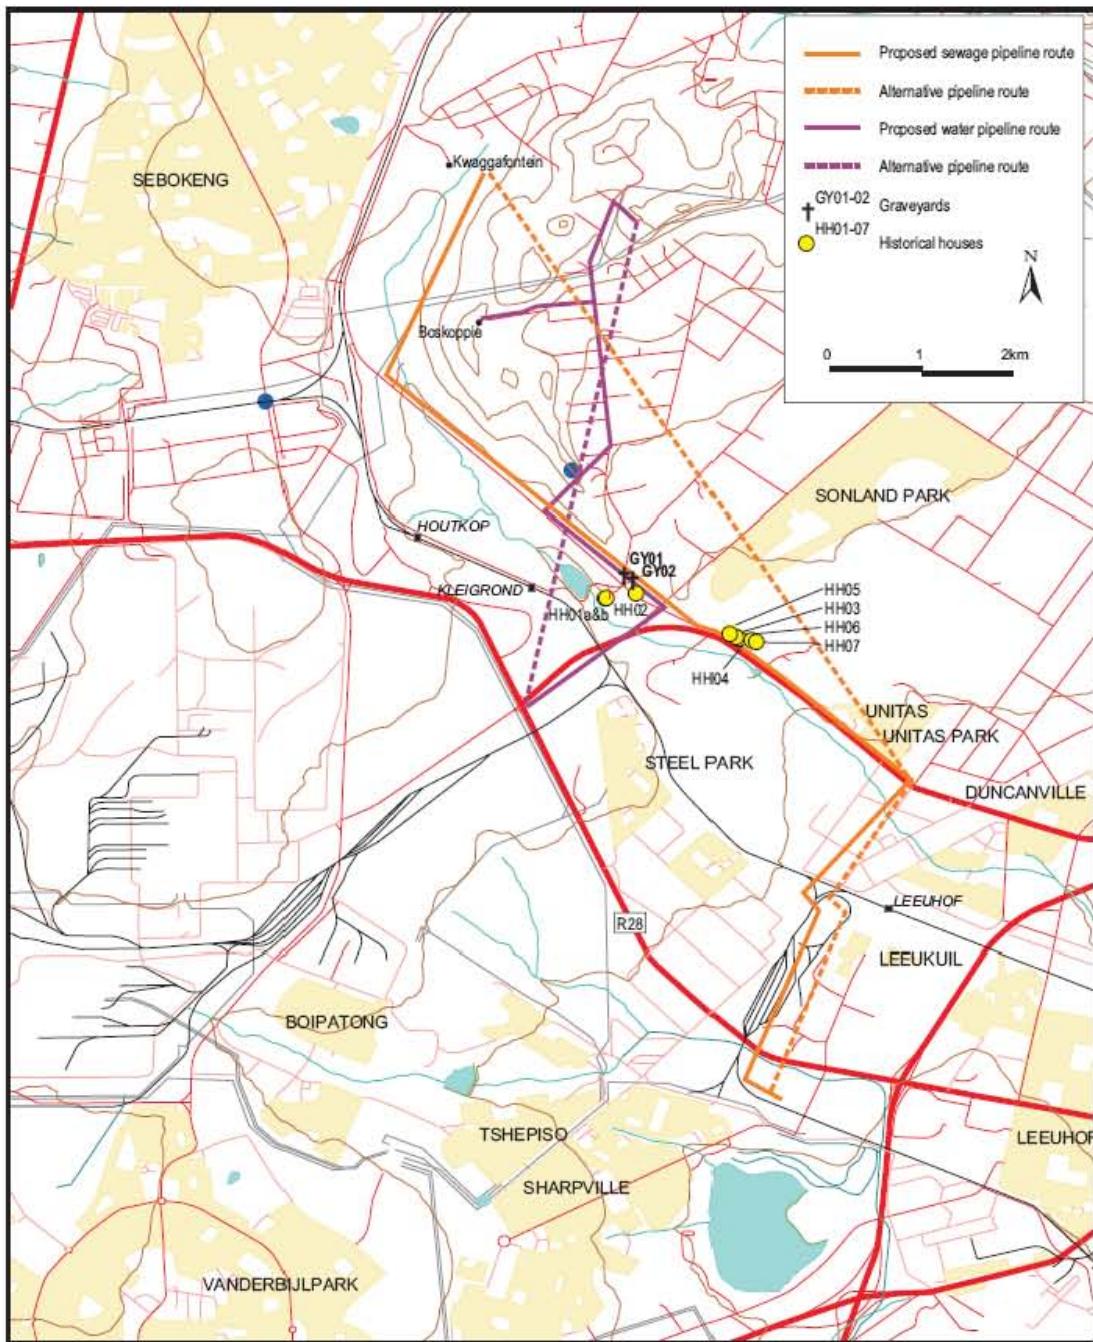 Proposed sewage pipeline route
Alternative pipeline route
Proposed water pipeline route
Alternative pipeline route
GY01-02
Graveyards
HH01-07
Historical houses
N
0 1 2km
Kwaggafontein
SEBOKENG
Boskoppie
SONLAND PARK
HOUTKOP
GY01
GY02
KLEIGROND
HH01a&b
HH02
HH05
HH03
HH06
HH07
HH04
UNITAS
UNITAS PARK
STEEL PARK
DUNCANVILLE
LEEUHOF
R28
LEEUKUIL
BOIPATONG
TSHEPISO
LEEUHOF
SHARPVILLE
VANDERBIJLPARK